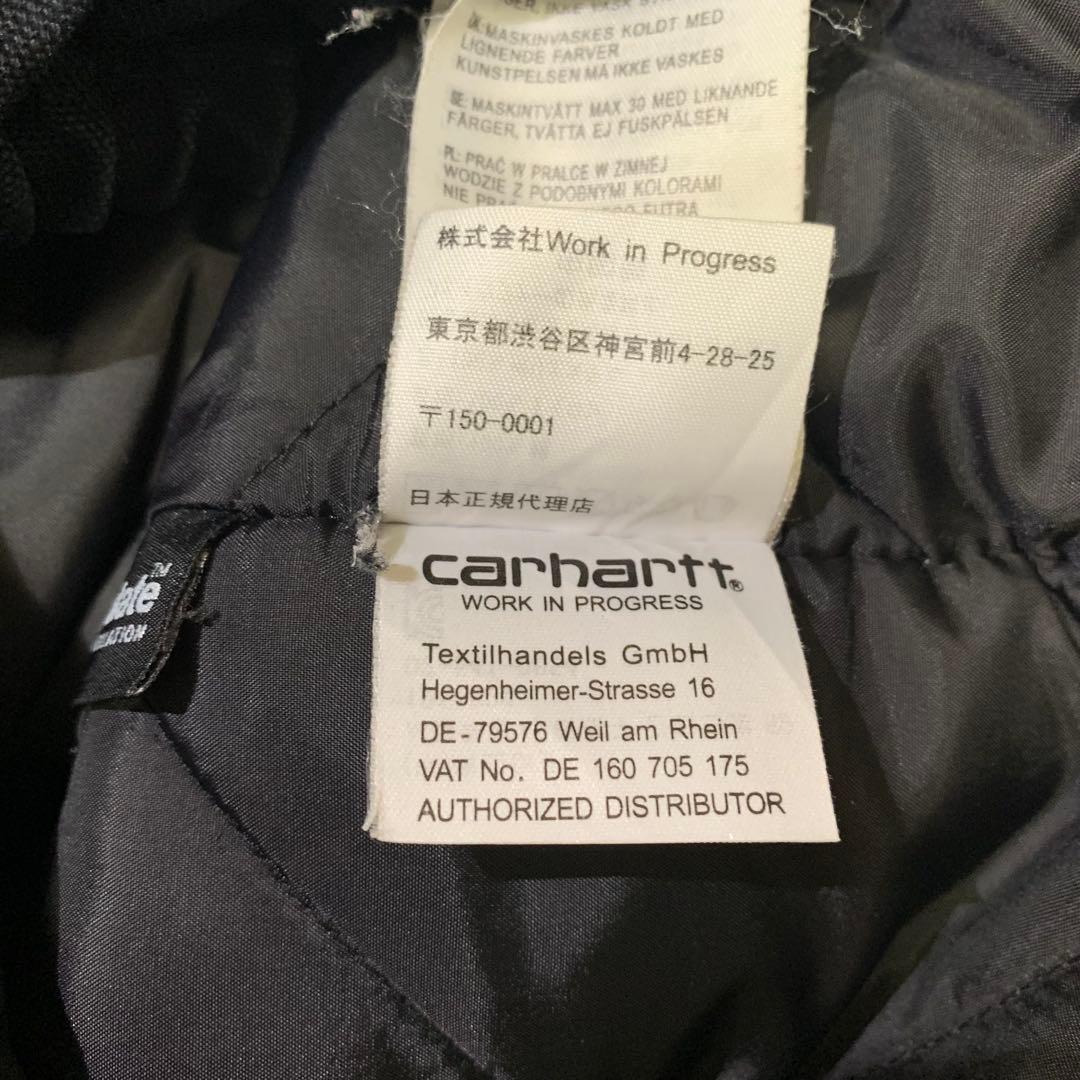 IKKE VASK
DK: MASKINVASKES KOLDT MED
LIGNENDE FARVER
KUNSTPELSEN MÅ IKKE VASKES
SE: MASKINTVÄTT MAX 30 MED LIKNANDE
FÄRGER, TVÄTTA EJ FUSKPÄLSEN
PL: PRAĆ W PRALCE W ZIMNEJ
WODZIE Z PODOBNYMI KOLORAMI
NIE FUTRA
株式会社Work in Progress
東京都渋谷区神宮前4-28-25
〒150-0001
日本正規代理店
carhartt®
WORK IN PROGRESS
Textilhandels GmbH
Hegenheimer-Strasse 16
DE-79576 Weil am Rhein
VAT No. DE 160 705 175
AUTHORIZED DISTRIBUTOR